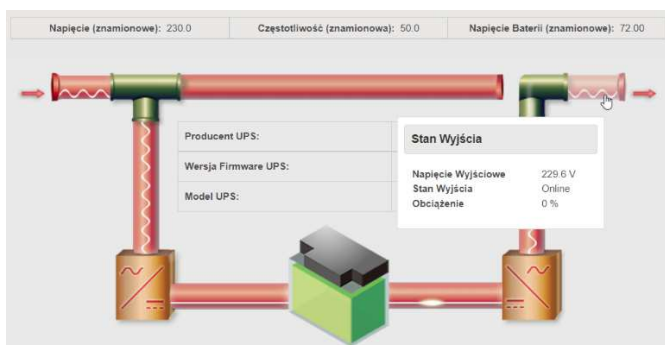 Napięcie (znamionowe): 230.0 Częstotliwość (znamionowa): 50.0 Napięcie Baterii (znamionowe): 72.00
Producent UPS:
Wersja Firmware UPS:
Model UPS:
Stan Wyjścia
Napięcie Wyjściowe 229.6 V
Stan Wyjścia Online
Obciążenie 0 %